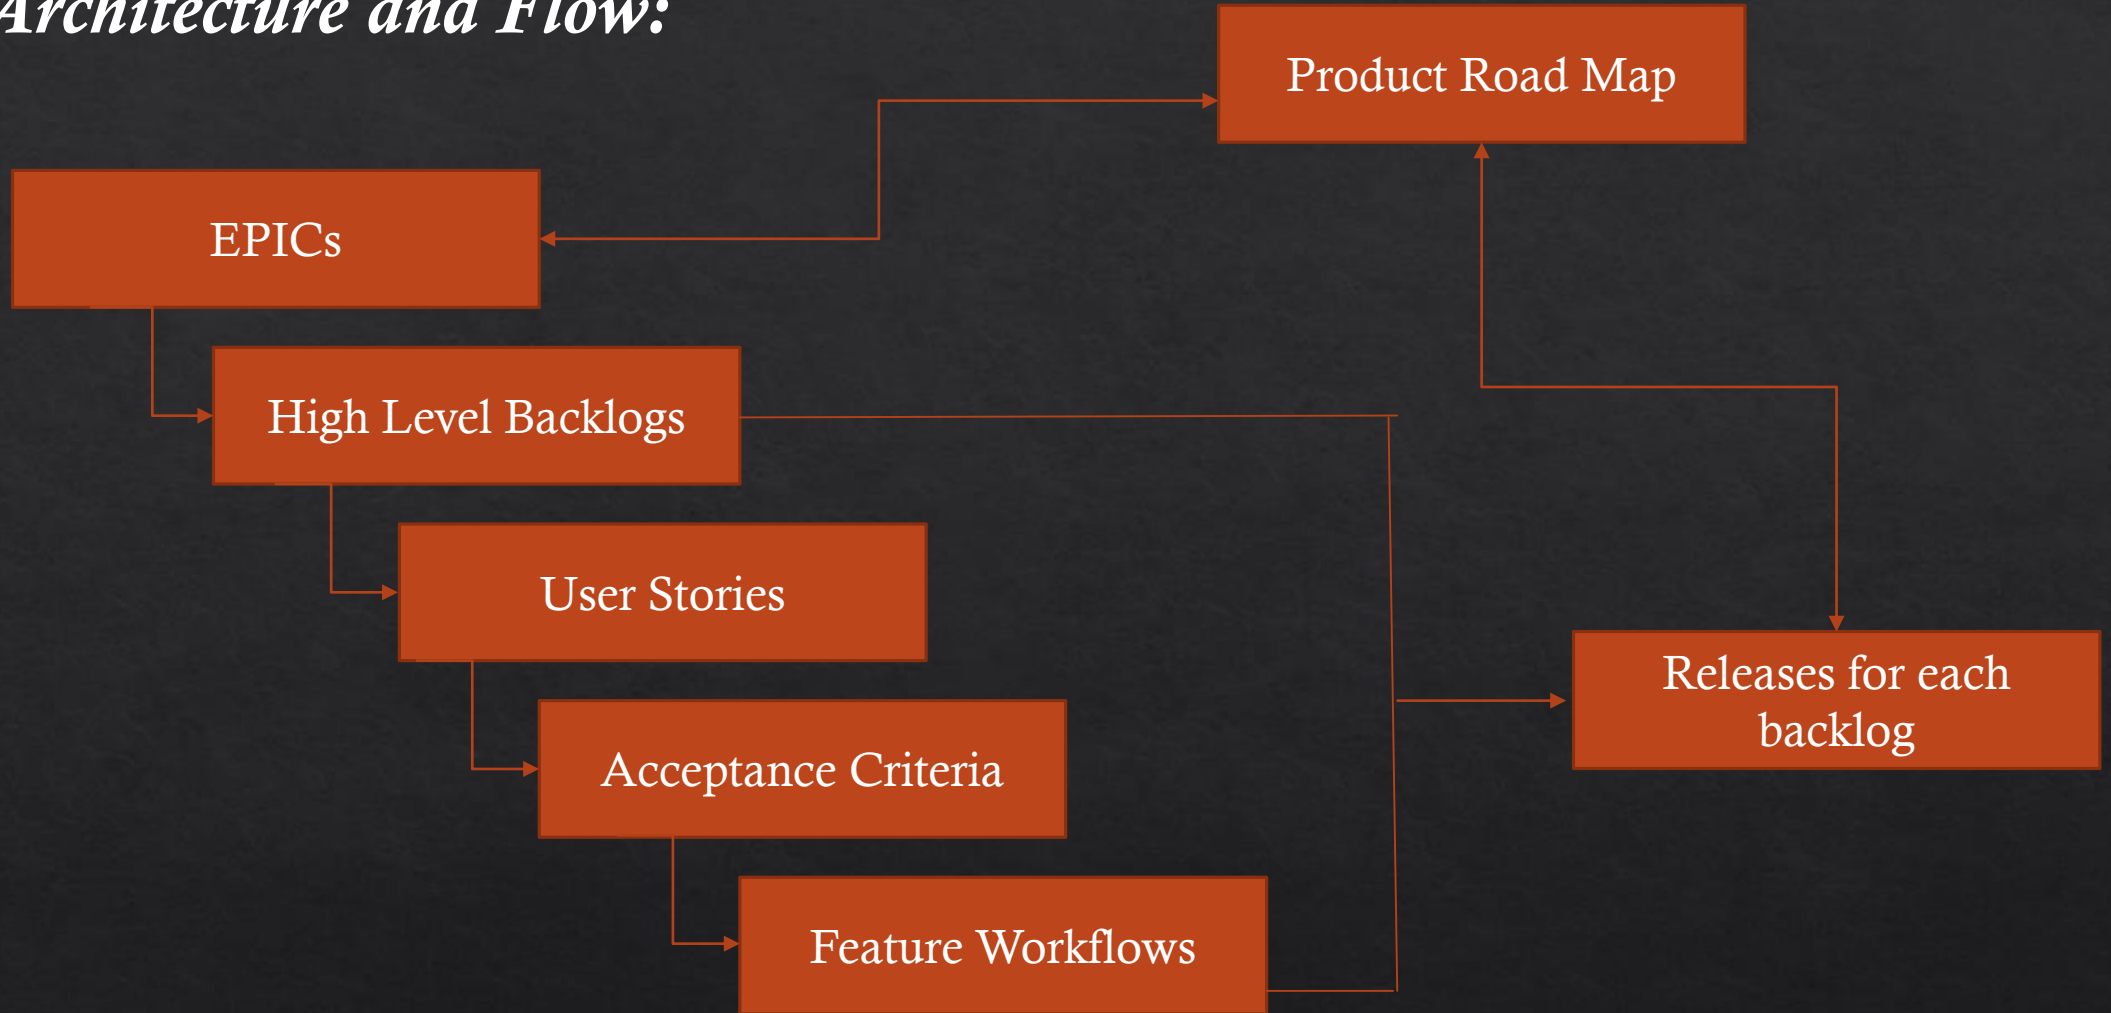 Architecture and Flow:
Product Road Map
EPICs
High Level Backlogs
User Stories
Acceptance Criteria
Feature Workflows
Releases for each
backlog